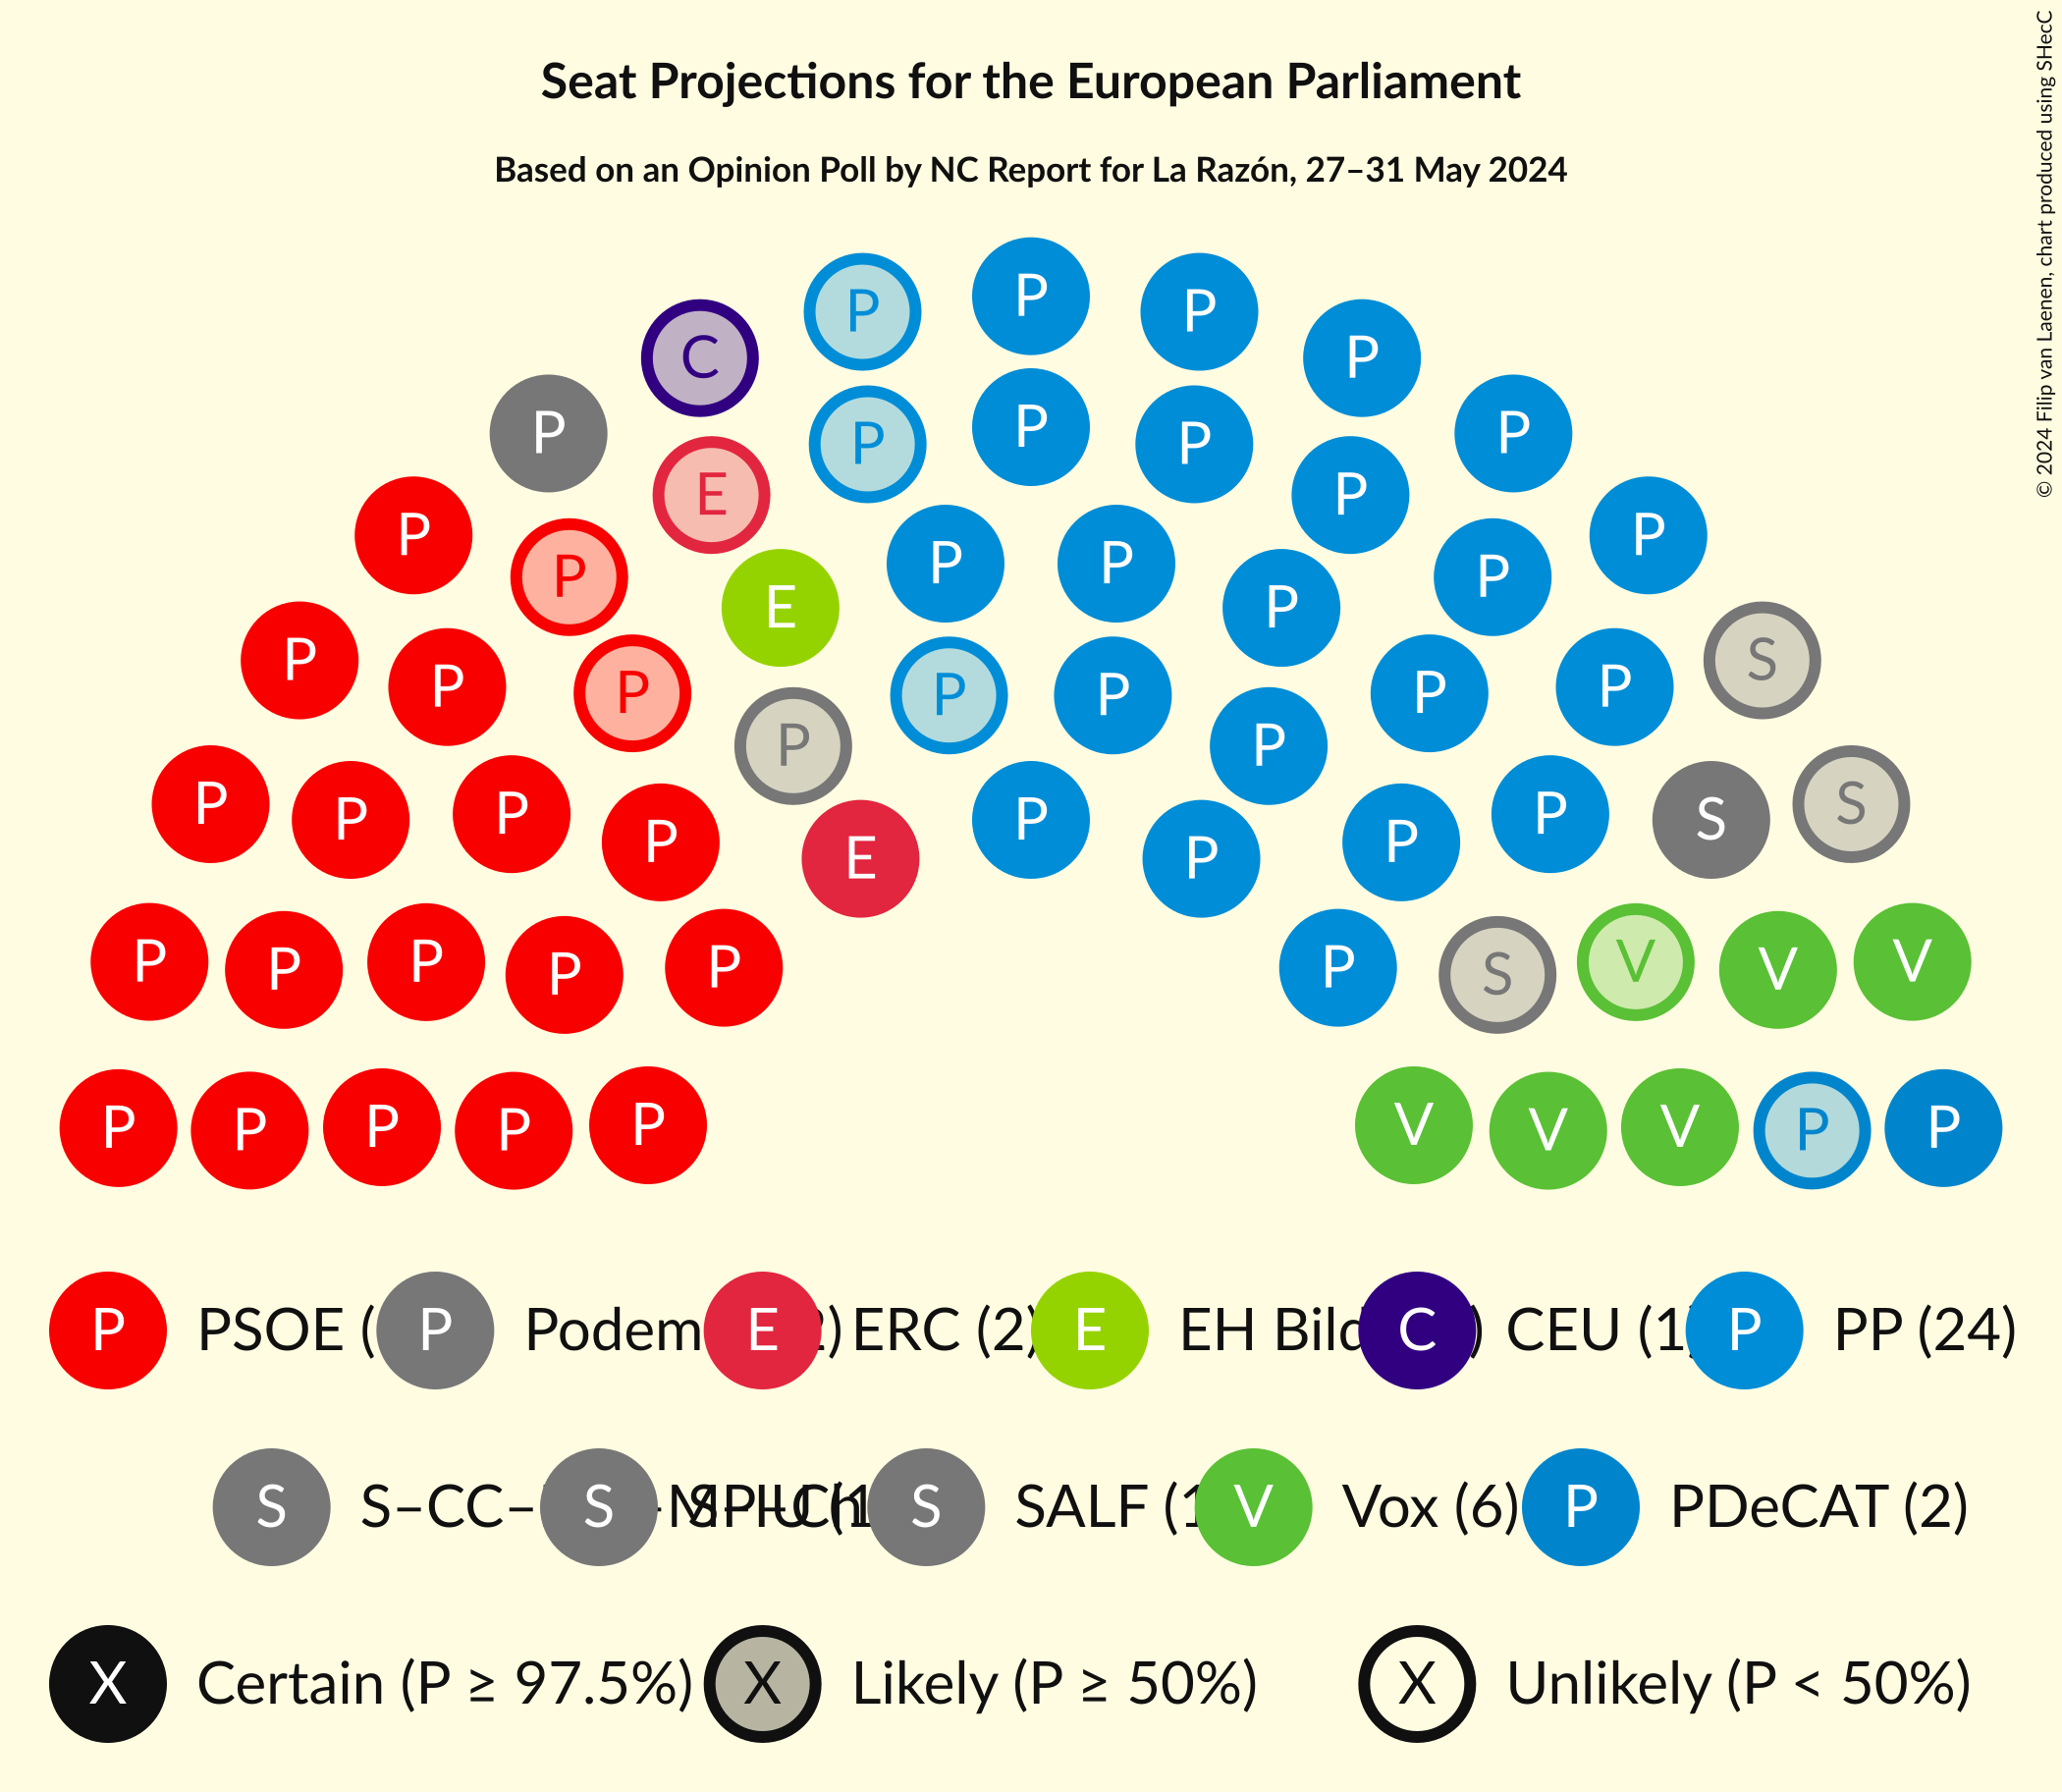 Seat Projections for the European Parliament
Based on an Opinion Poll by NC Report for La Razón, 27–31 May 2024
© 2024 Filip van Laenen, chart produced using SHecC
P P P
C P
P P
P P P
E P
P P
P P P
P P
E P
P S
P P
P P
P P
P P
P S
P P
P S
P P
P P
E P
P V
P V
P S
P P
P V V V P
P P P P P
P PSOE ( P Podem E 2) ERC (2) E EH Bild C ) CEU (1) P PP (24)
S S–CC– S S SALF (1 V Vox (6) P PDeCAT (2)
X Certain (P ≥ 97.5%) X Likely (P ≥ 50%) X Unlikely (P < 50%)